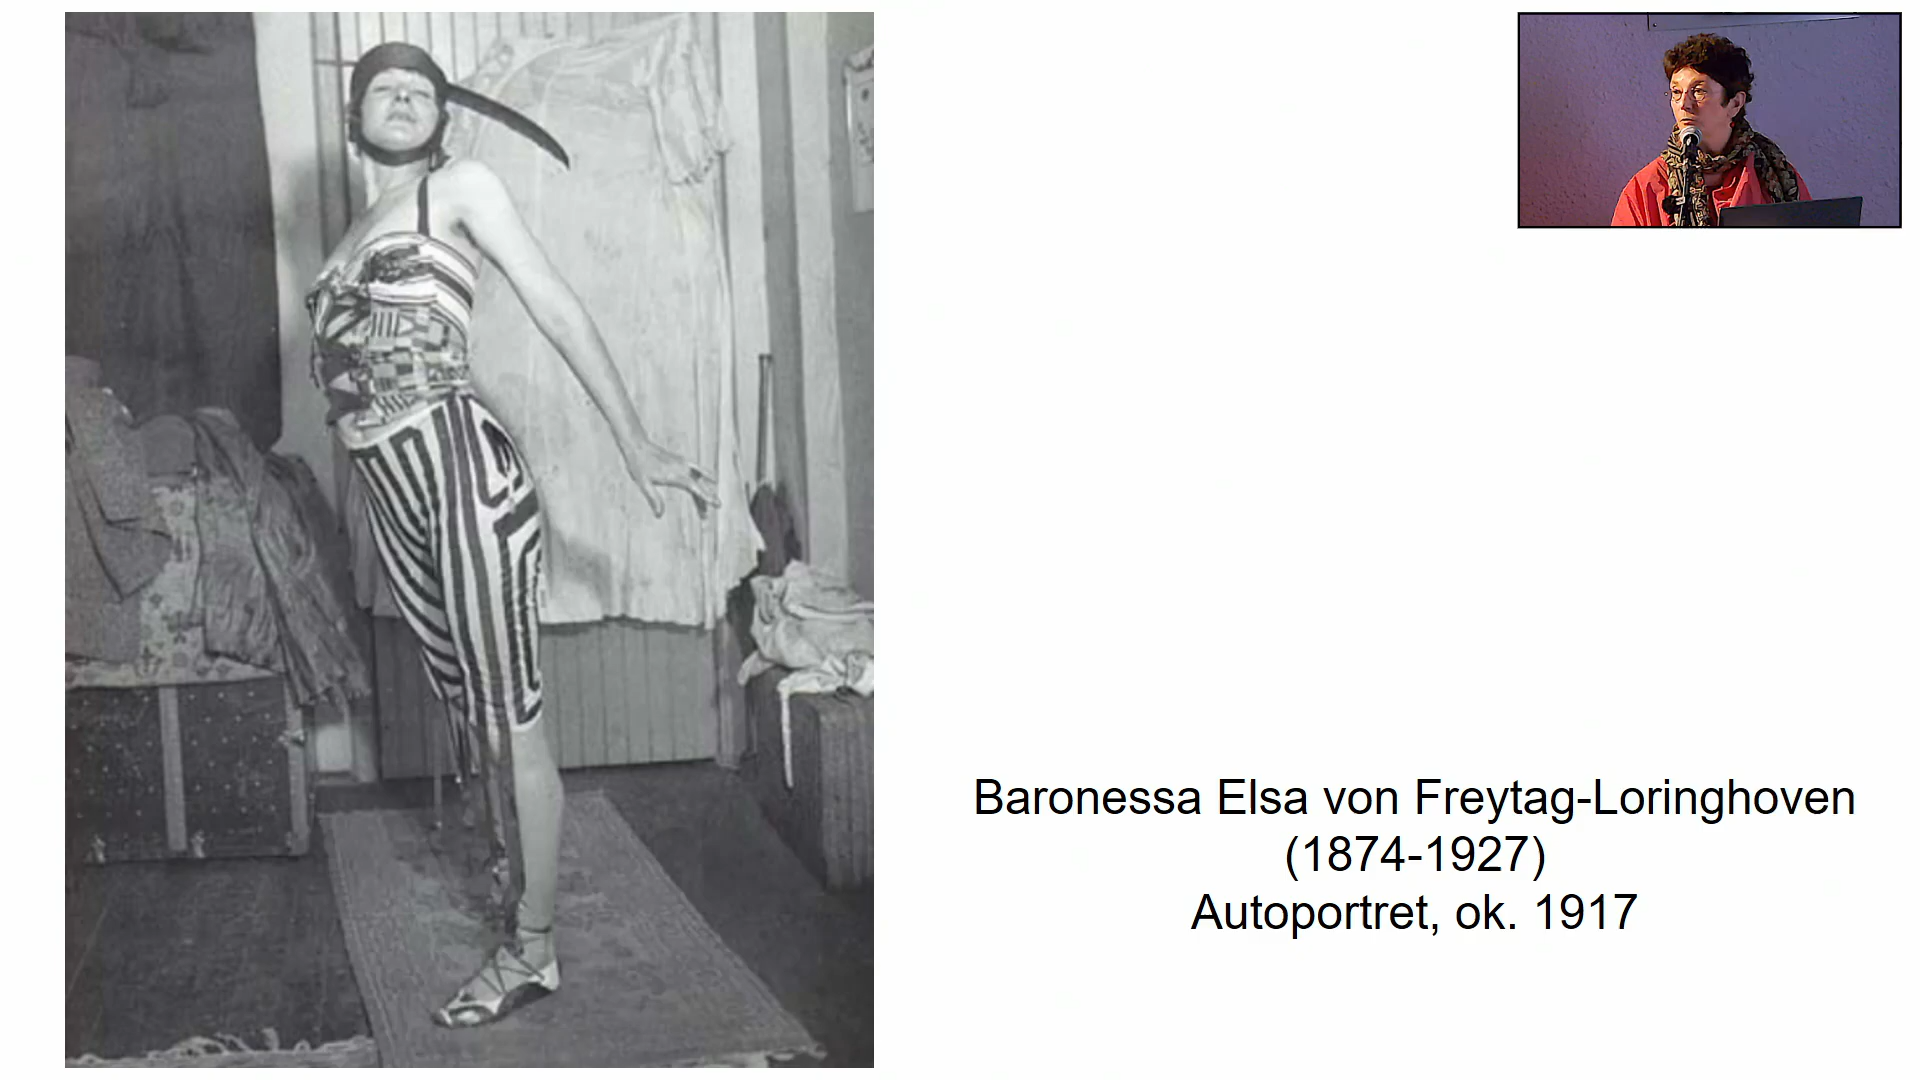 Baronessa Elsa von Freytag-Loringhoven
(1874-1927)
Autoportret, ok. 1917